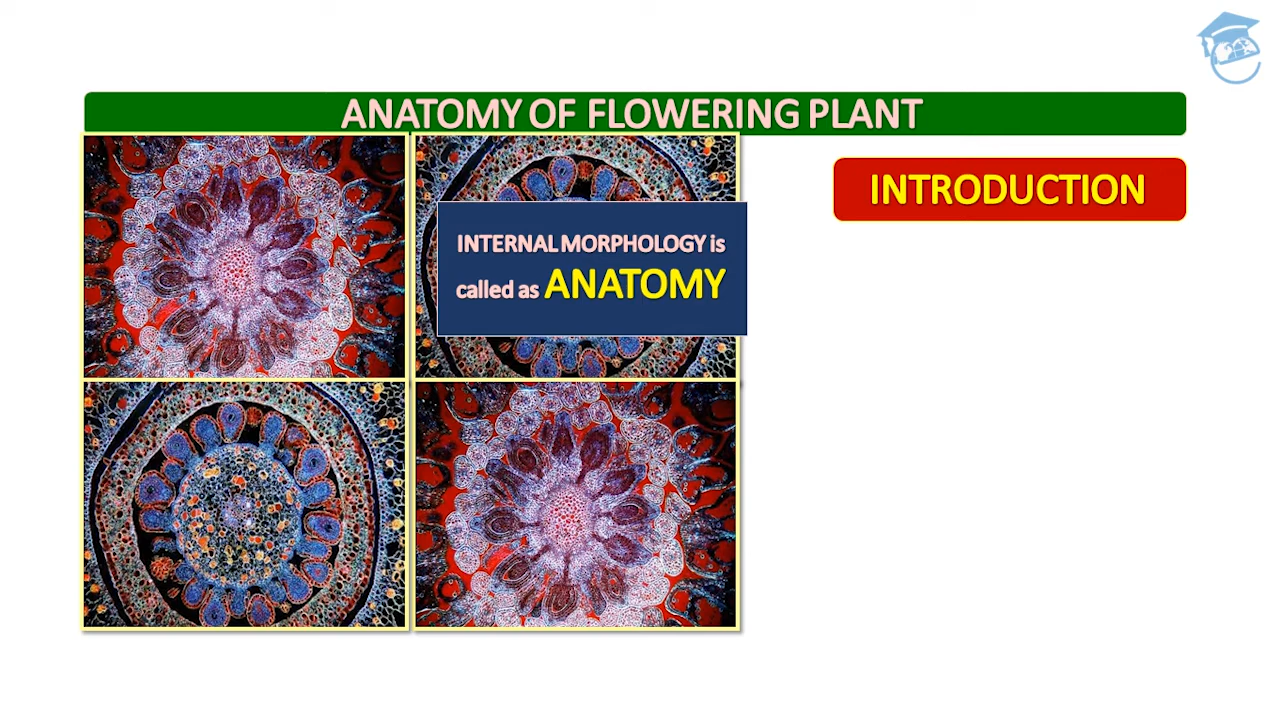 ANATOMY OF FLOWERING PLANT
INTRODUCTION
INTERNAL MORPHOLOGY is
called as ANATOMY